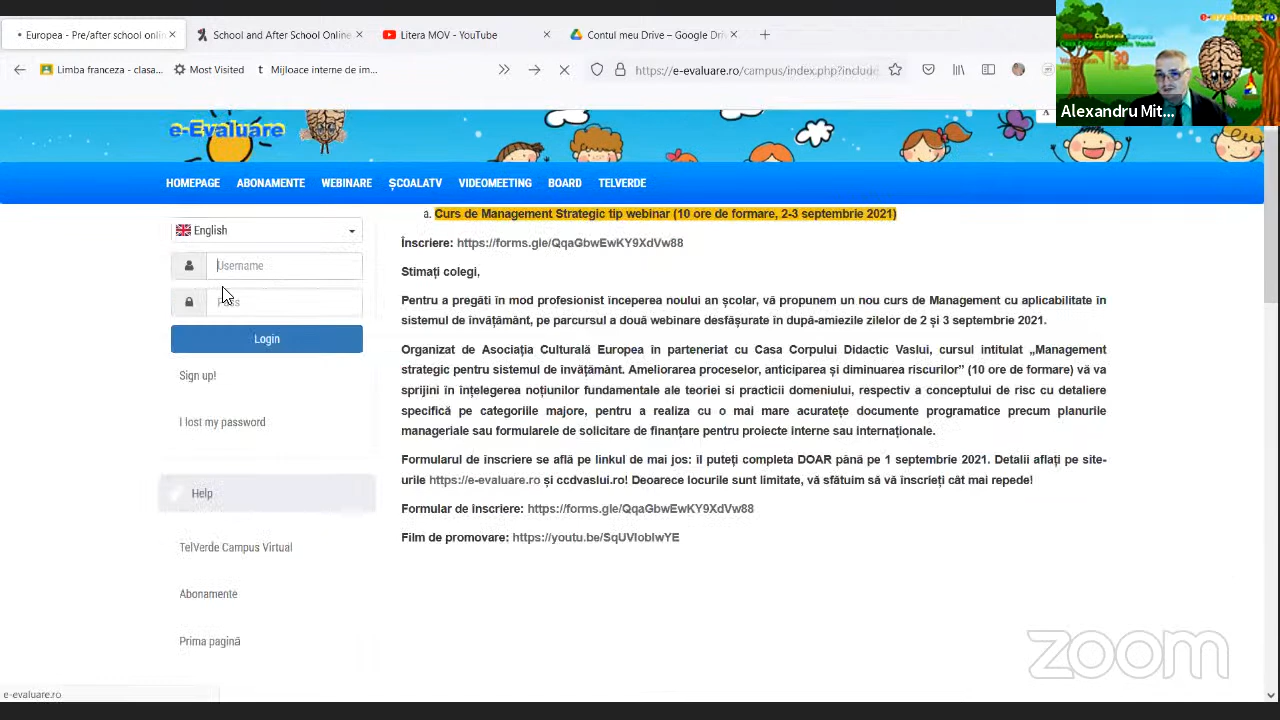 Europea - Pre/after school onlin
School and After School Online
Litera MOV - YouTube
Contul meu Drive – Google Dri
Limba franceza - clasa...
Most Visited
Mijloace interne de m...
https://e-evaluare.ro/campus/index.php?include
e-evaluare.ro
Alexandru Mit...
e-Evaluare
HOMEPAGE ABONAMENTE WEBINARE ȘCOALATV VIDEOMEETING BOARD TELVERDE
English
Username
Pass
Login
Sign up!
I lost my password
Help
TelVerde Campus Virtual
Abonamente
Prima pagină
a. Curs de Management Strategic tip webinar (10 ore de formare, 2-3 septembrie 2021)
Înscriere: https://forms.gle/QqaGbwEwKY9XdVw88
Stimați colegi,
Pentru a pregăti în mod profesionist începerea noului an școlar, vă propunem un nou curs de Management cu aplicabilitate în
sistemul de învățământ, pe parcursul a două webinare desfășurate în după-amiezile zilelor de 2 și 3 septembrie 2021.
Organizat de Asociația Culturală Europea în parteneriat cu Casa Corpului Didactic Vaslui, cursul intitulat „Management
strategic pentru sistemul de învățământ. Ameliorarea proceselor, anticiparea și diminuarea riscurilor” (10 ore de formare) vă va
sprijini în înțelegerea noțiunilor fundamentale ale teoriei si practicii domeniului, respectiv a conceptului de risc cu detaliere
specifică pe categoriile majore, pentru a realiza cu o mai mare acuratețe documente programatice precum planurile
manageriale sau formularele de solicitare de finanțare pentru proiecte interne sau internaționale.
Formularul de înscriere se află pe linkul de mai jos: îl puteți completa DOAR până pe 1 septembrie 2021. Detalii aflați pe site-
urile https://e-evaluare.ro și ccdvaslui.ro! Deoarece locurile sunt limitate, vă sfătuim să vă înscrieți cât mai repede!
Formular de înscriere: https://forms.gle/QqaGbwEwKY9XdVw88
Film de promovare: https://youtu.be/SqUVIobIwYE
zoom
e-evaluare.ro